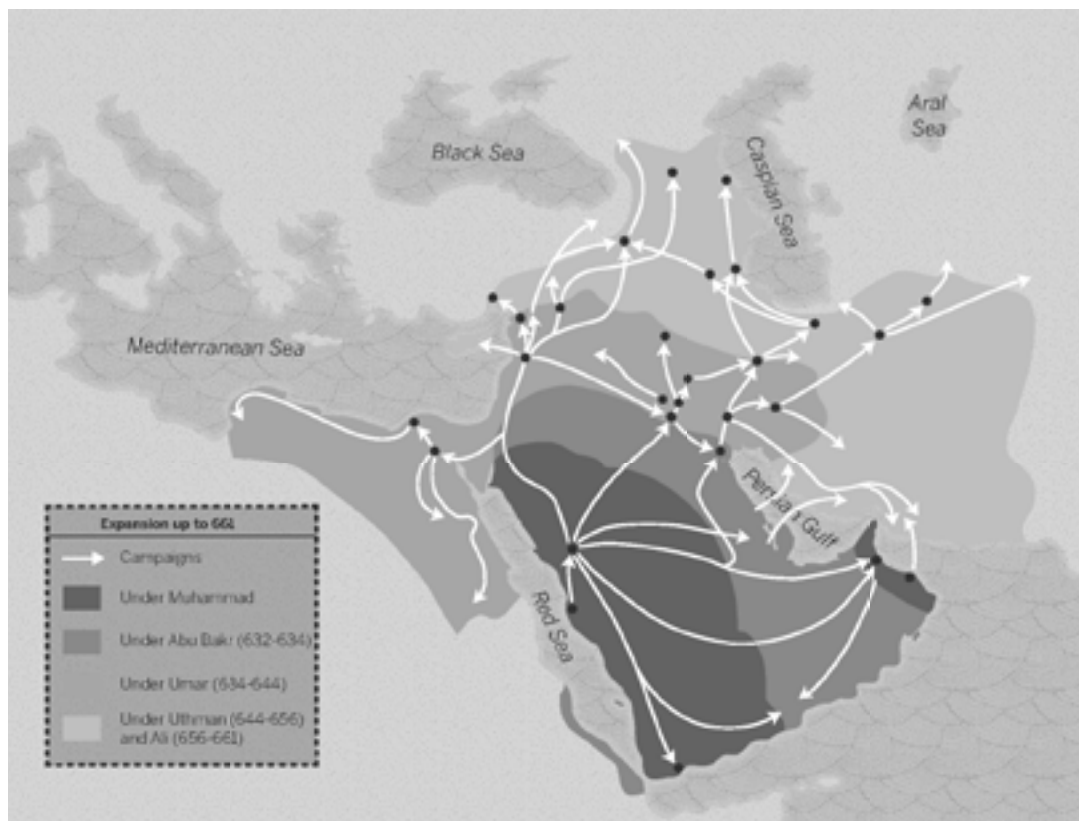 Aral
Sea
Black Sea
Caspian Sea
Mediterranean Sea
Persian Gulf
Red Sea
Expansion up to 661
Campaigns
Under Muhammad
Under Abu Bakr (632-634)
Under Umar (634-644)
Under Uthman (644-656)
and Ali (656-661)